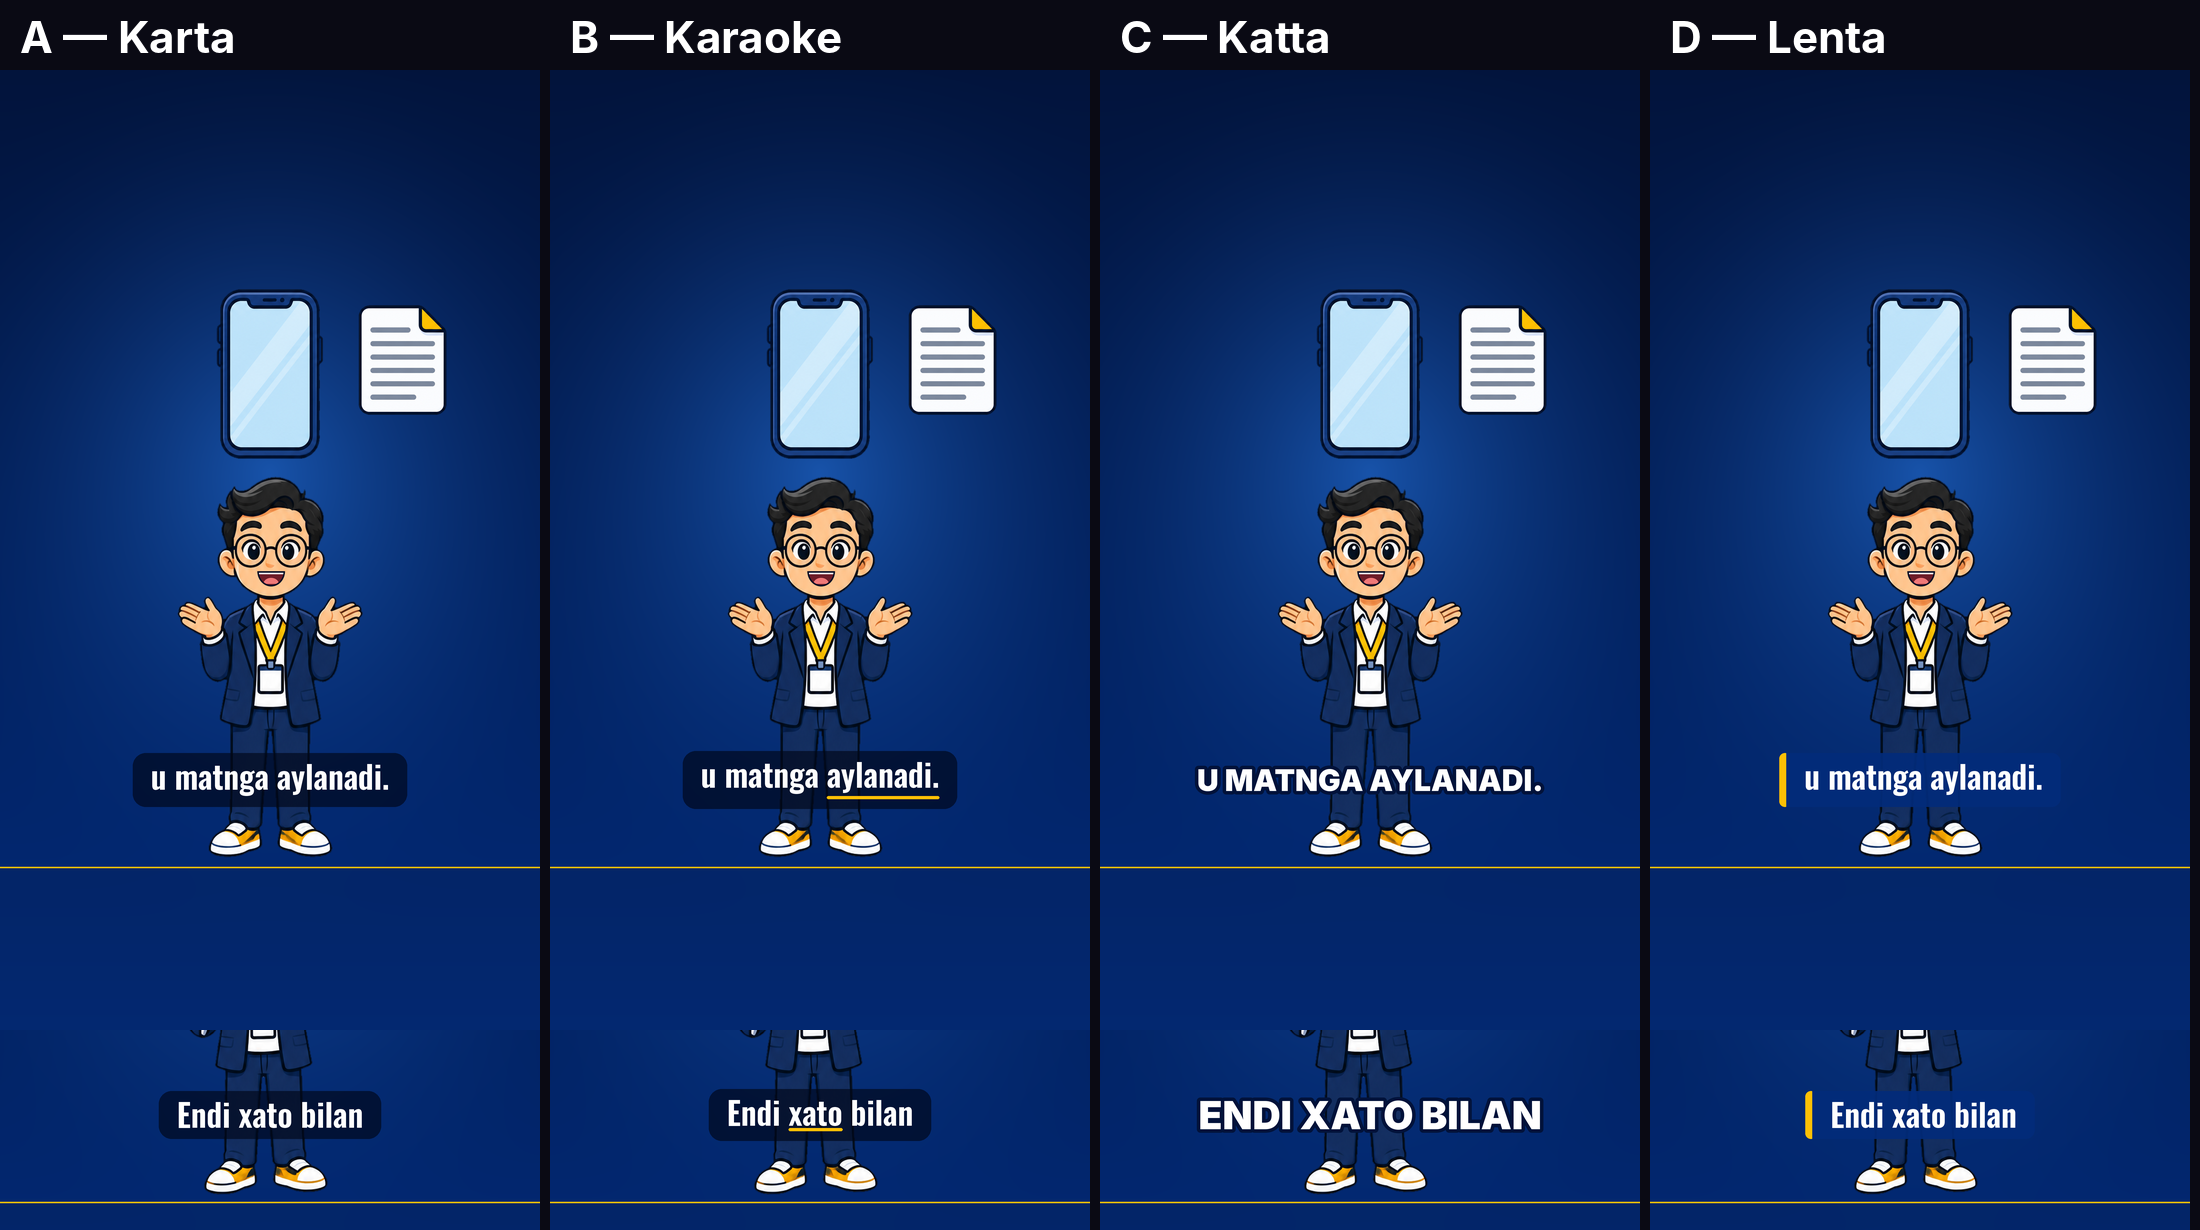 A — Karta
B — Karaoke
C — Katta
D — Lenta
u matnga aylanadi.
u matnga aylanadi.
U MATNGA AYLANADI.
u matnga aylanadi.
Endi xato bilan
Endi xato bilan
ENDI XATO BILAN
Endi xato bilan